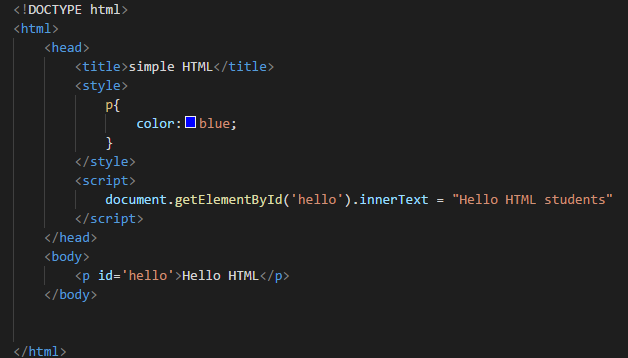 <!DOCTYPE html>
<html>
<head>
<title>simple HTML</title>
<style>
p{
color:blue;
}
</style>
<script>
document.getElementById('hello').innerText = "Hello HTML students"
</script>
</head>
<body>
<p id='hello'>Hello HTML</p>
</body>
</html>